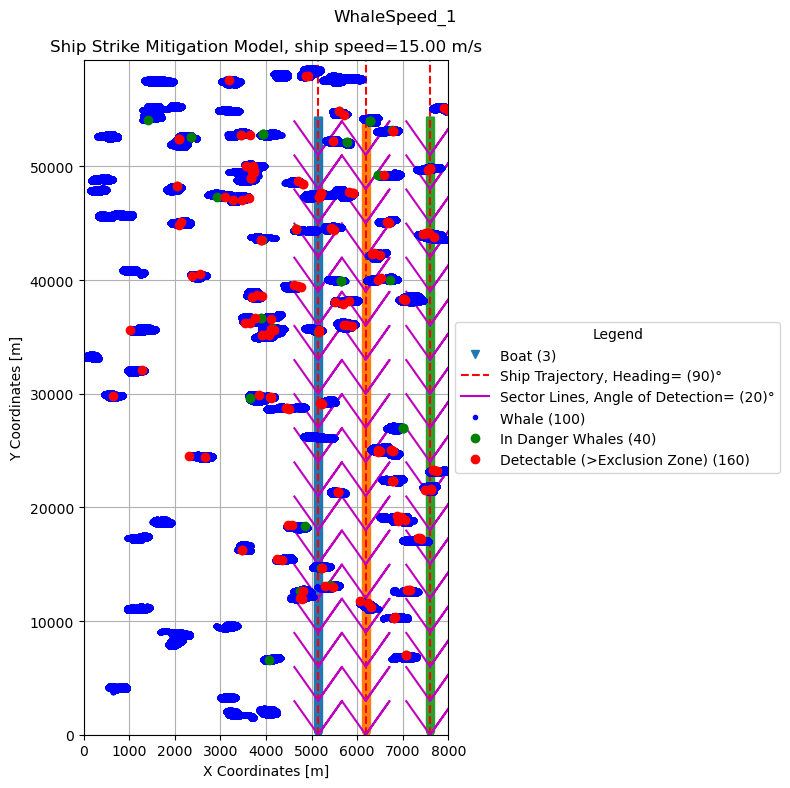 WhaleSpeed_1
Ship Strike Mitigation Model, ship speed=15.00 m/s
Y Coordinates [m]
50000
40000
30000
20000
10000
0
0 1000 2000 3000 4000 5000 6000 7000 8000
X Coordinates [m]
Legend
Boat (3)
Ship Trajectory, Heading= (90)°
Sector Lines, Angle of Detection= (20)°
Whale (100)
In Danger Whales (40)
Detectable (>Exclusion Zone) (160)